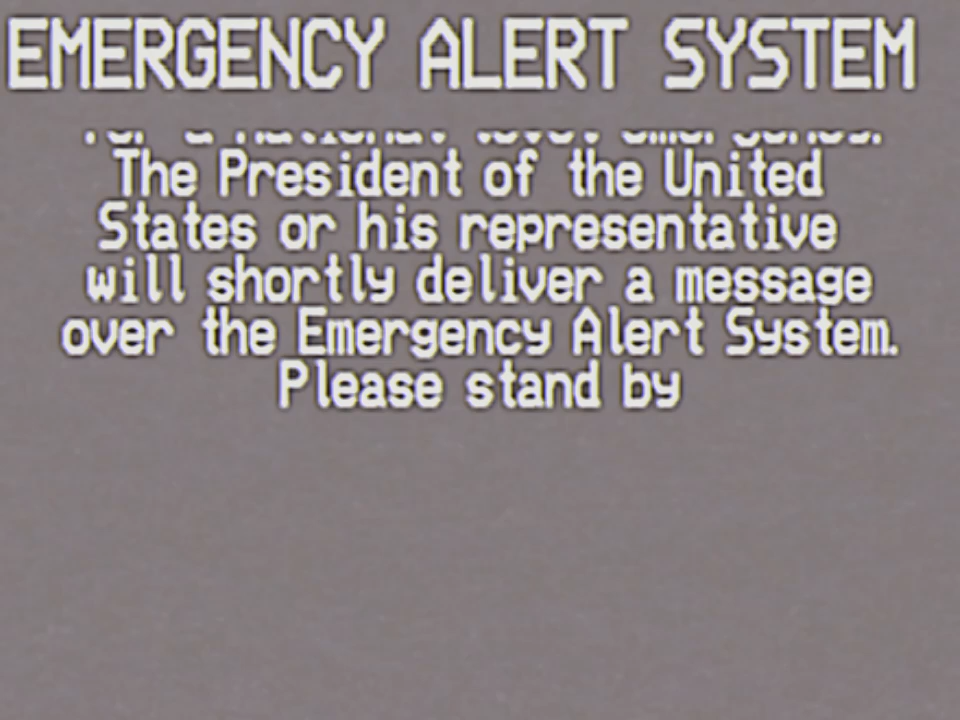 EMERGENCY ALERT SYSTEM
The President of the United
States or his representative
will shortly deliver a message
over the Emergency Alert System.
Please stand by